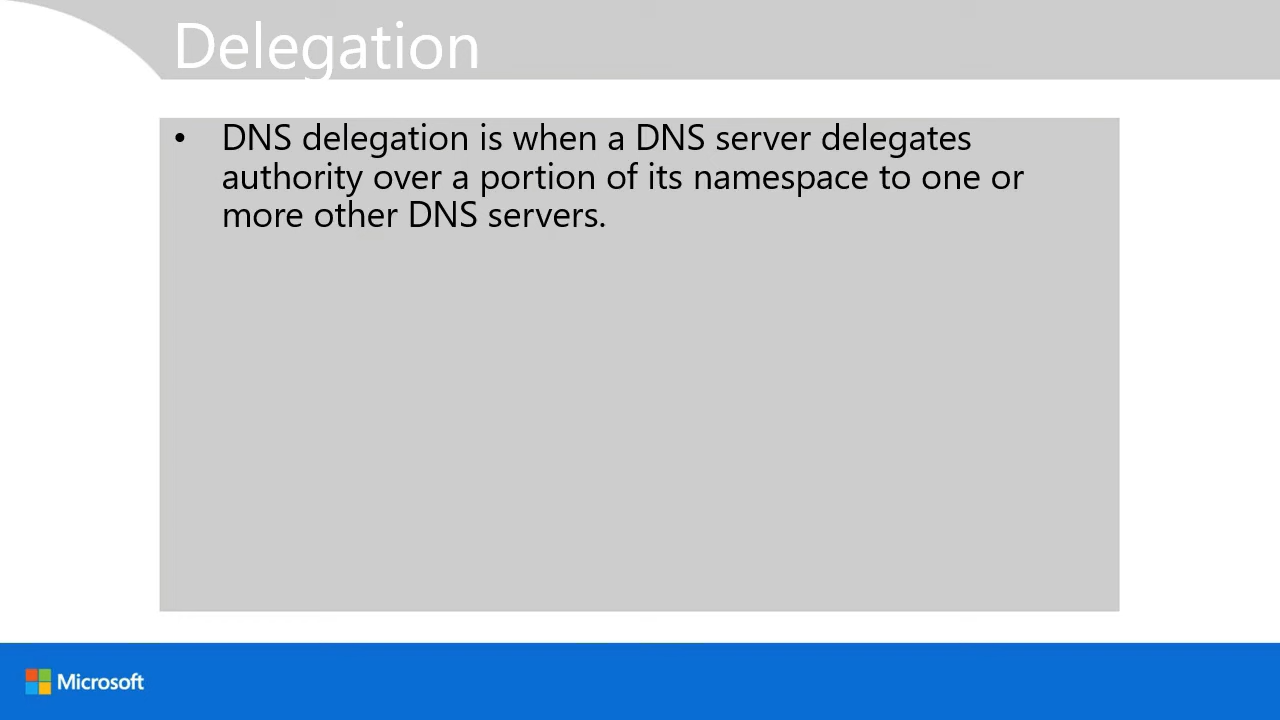 Delegation
• DNS delegation is when a DNS server delegates
authority over a portion of its namespace to one or
more other DNS servers.
Microsoft